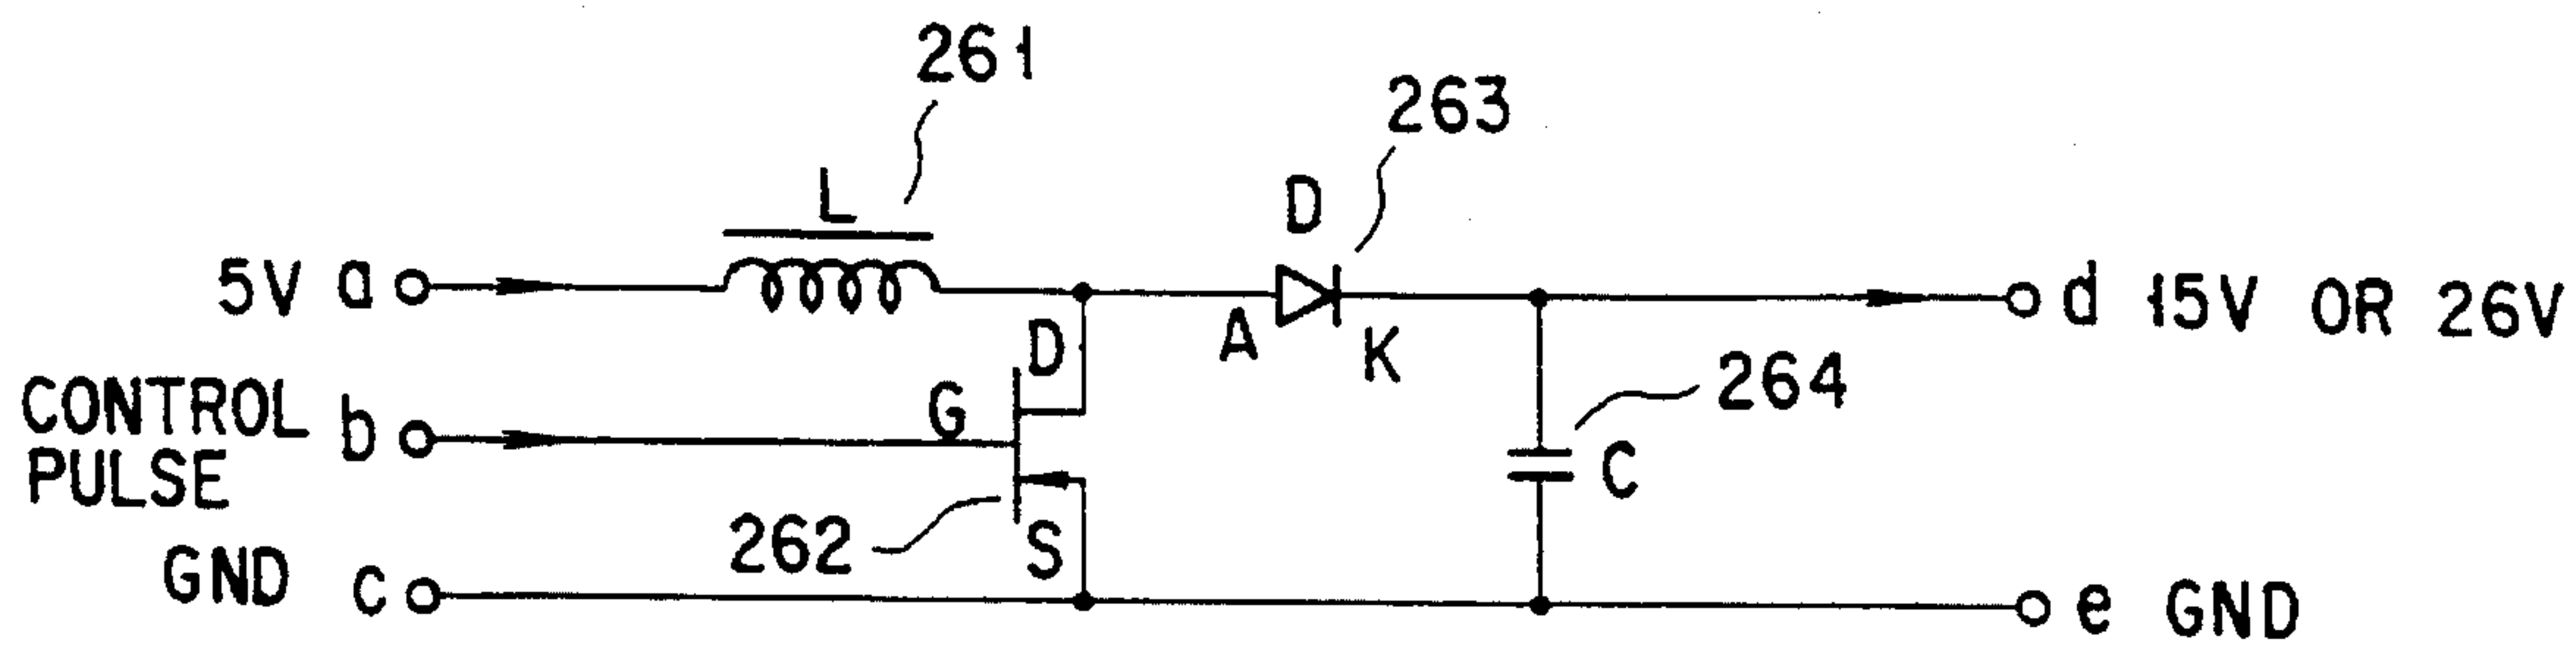 261
263
L
D
5V a
d 15V OR 26V
D
A
K
264
CONTROL
PULSE
b
G
C
262
S
GND c
e GND